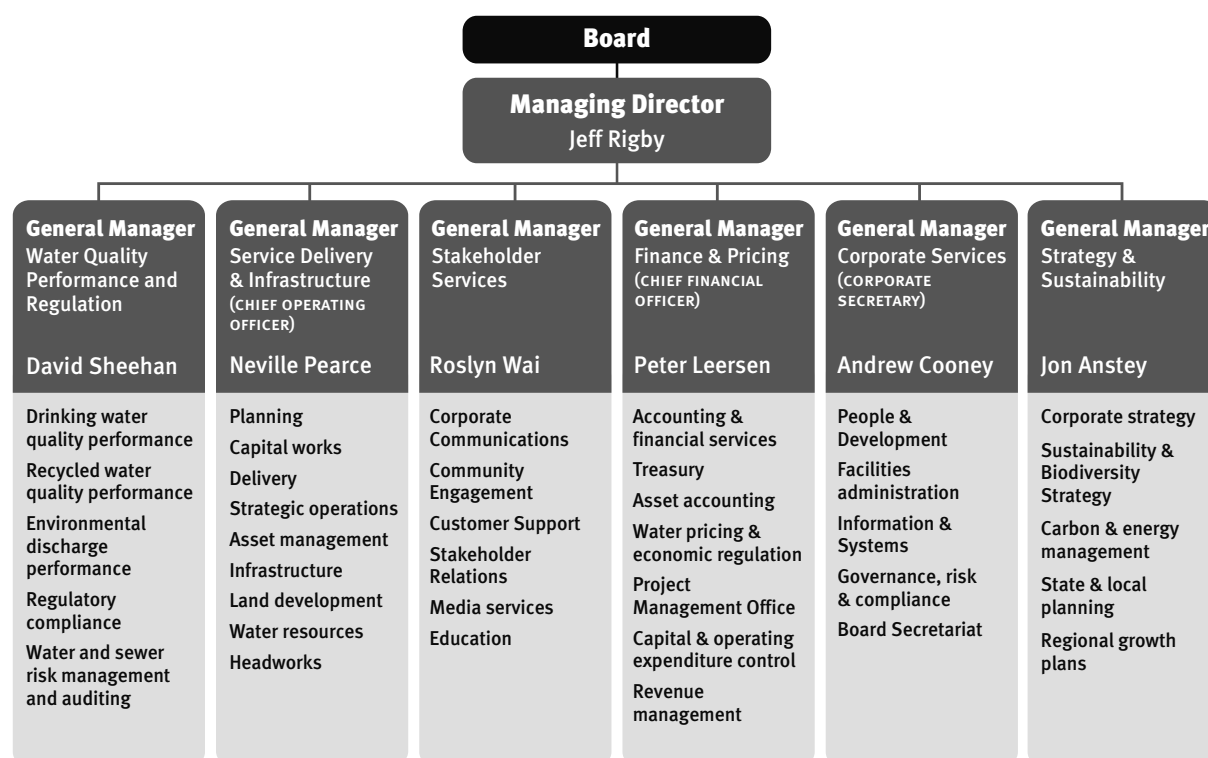 Board
Managing Director
Jeff Rigby
General Manager
Water Quality
Performance and
Regulation
David Sheehan
Drinking water
quality performance
Recycled water
quality performance
Environmental
discharge
performance
Regulatory
compliance
Water and sewer
risk management
and auditing
General Manager
Service Delivery
& Infrastructure
(CHIEF OPERATING
OFFICER)
Neville Pearce
Planning
Capital works
Delivery
Strategic operations
Asset management
Infrastructure
Land development
Water resources
Headworks
General Manager
Stakeholder
Services
Roslyn Wai
Corporate
Communications
Community
Engagement
Customer Support
Stakeholder
Relations
Media services
Education
General Manager
Finance & Pricing
(CHIEF FINANCIAL
OFFICER)
Peter Leersen
Accounting &
financial services
Treasury
Asset accounting
Water pricing &
economic regulation
Project
Management Office
Capital & operating
expenditure control
Revenue
management
General Manager
Corporate Services
(CORPORATE
SECRETARY)
Andrew Cooney
People &
Development
Facilities
administration
Information &
Systems
Governance, risk
& compliance
Board Secretariat
General Manager
Strategy &
Sustainability
Jon Anstey
Corporate strategy
Sustainability &
Biodiversity
Strategy
Carbon & energy
management
State & local
planning
Regional growth
plans